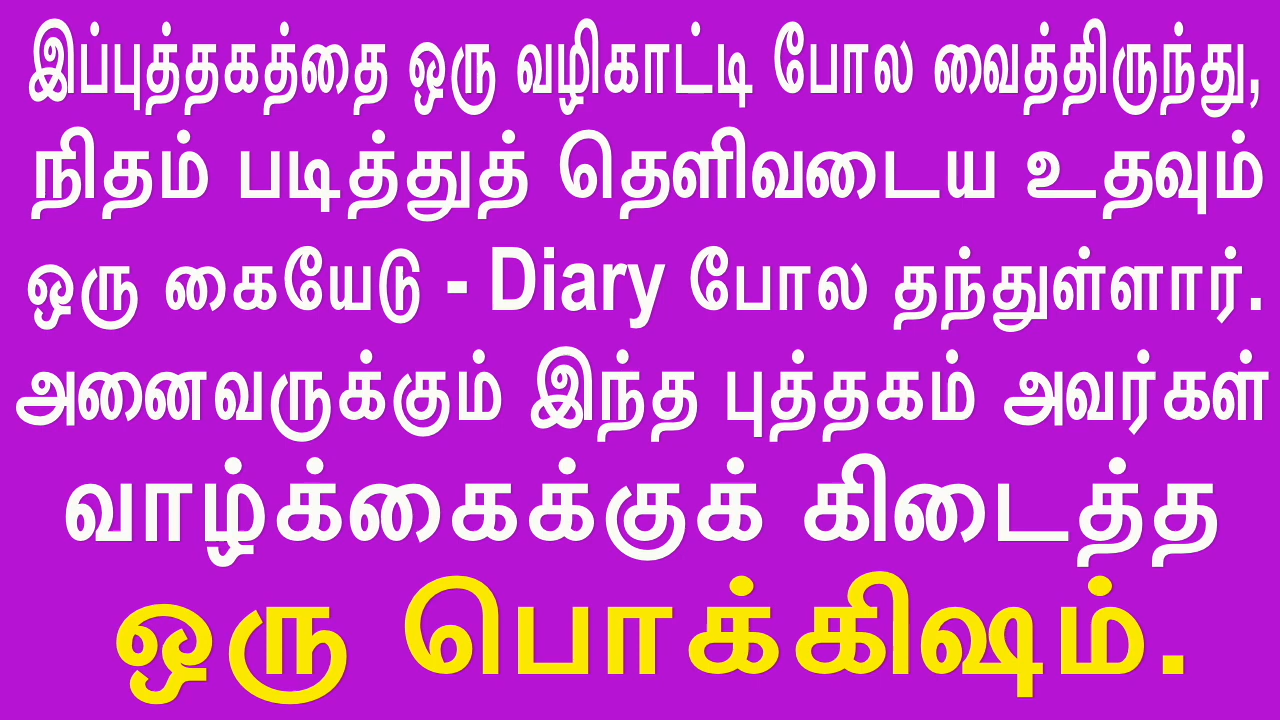 இப்புத்தகத்தை ஒரு வழிகாட்டி போல வைத்திருந்து,
நிதம் படித்துத் தெளிவடைய உதவும்
ஒரு கையேடு - Diary போல தந்துள்ளார்.
அனைவருக்கும் இந்த புத்தகம் அவர்கள்
வாழ்க்கைக்குக் கிடைத்த
ஒரு பொக்கிஷம்.